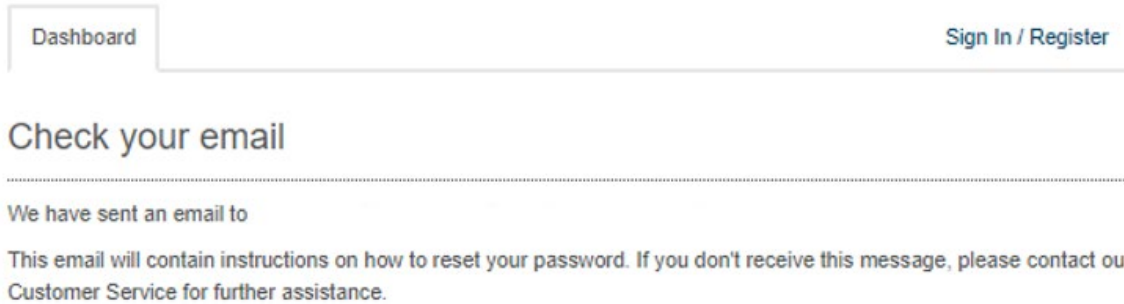 Dashboard
Sign In / Register
Check your email
We have sent an email to
This email will contain instructions on how to reset your password. If you don't receive this message, please contact ou
Customer Service for further assistance.